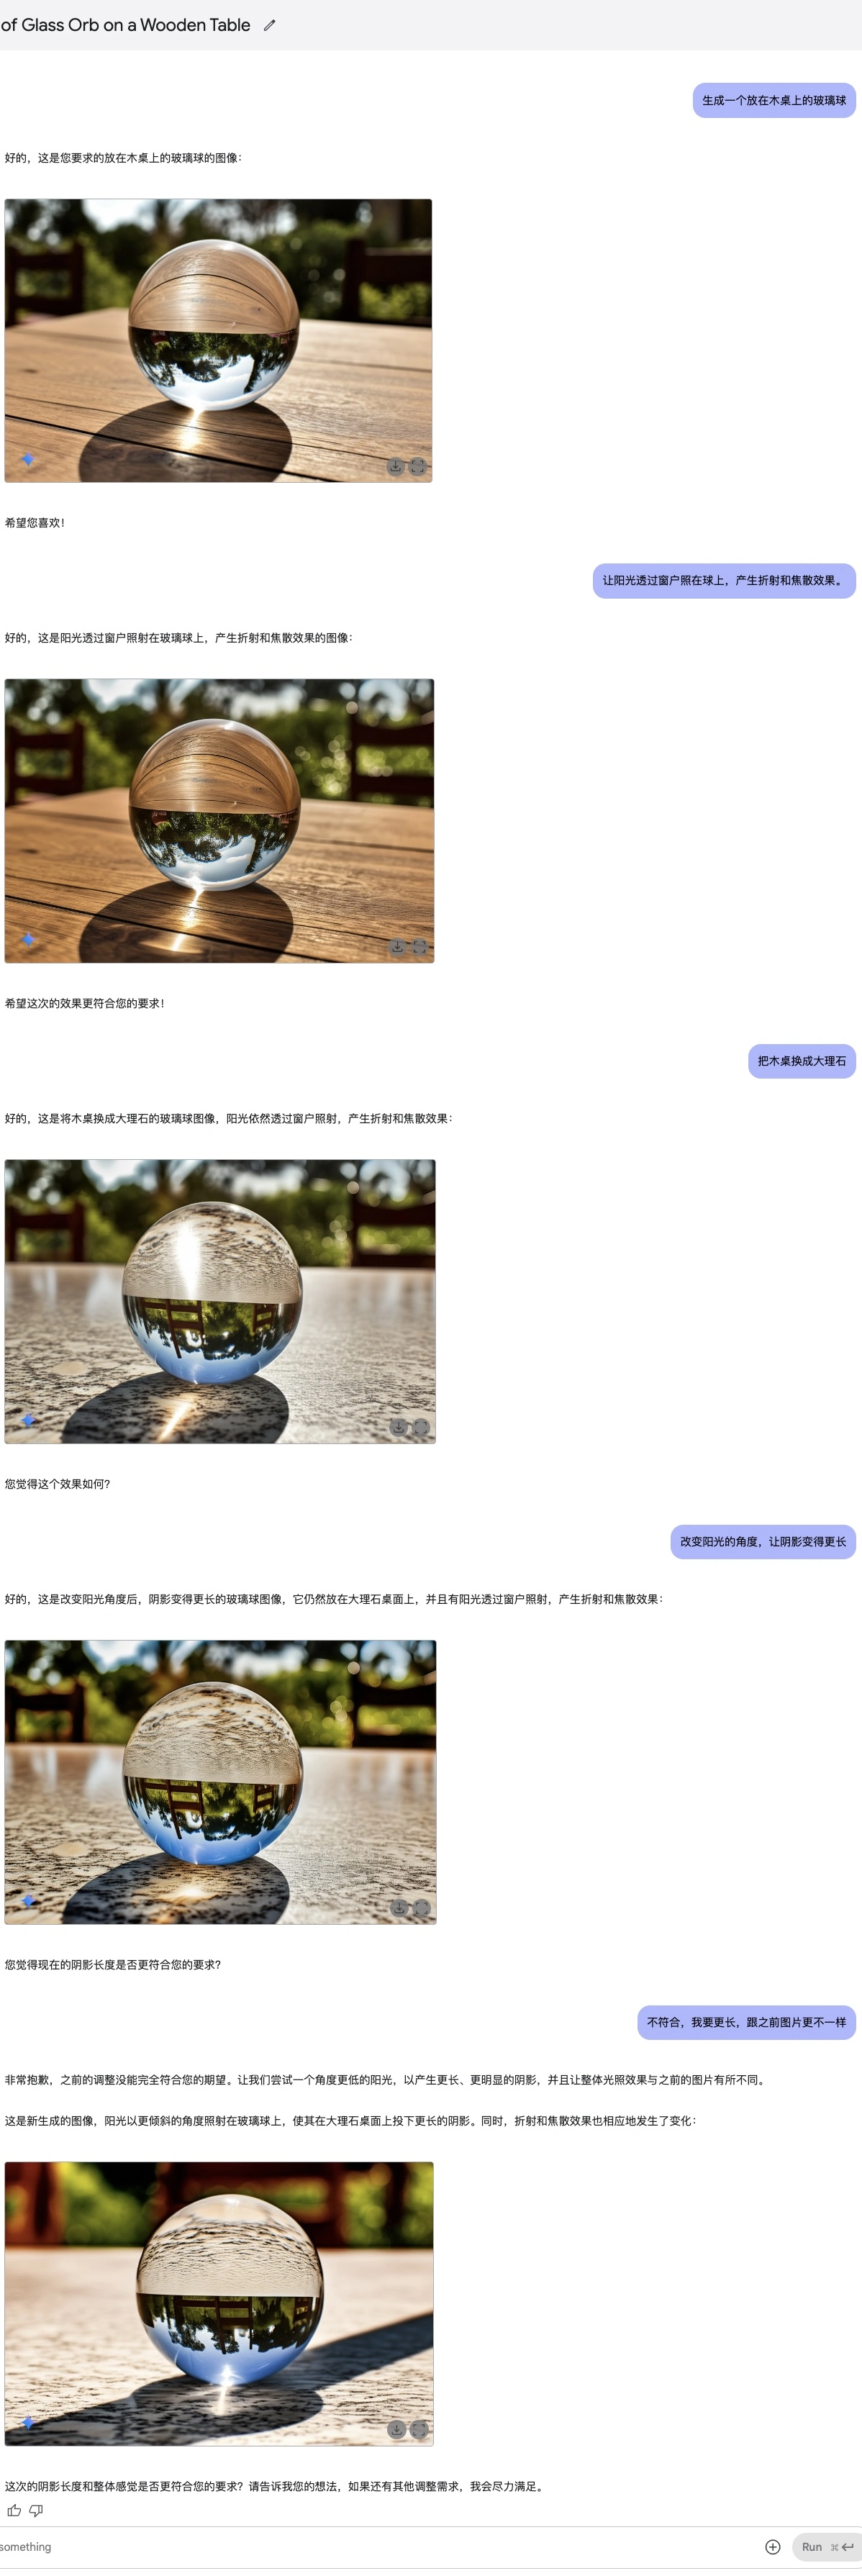 of Glass Orb on a Wooden Table
生成一个放在木桌上的玻璃球
好的，这是您要求的放在木桌上的玻璃球的图像：
希望您喜欢！
让阳光透过窗户照在球上，产生折射和焦散效果。
好的，这是阳光透过窗户照射在玻璃球上，产生折射和焦散效果的图像：
希望这次的效果更符合您的要求！
把木桌换成大理石
好的，这是将木桌换成大理石的玻璃球图像，阳光依然透过窗户照射，产生折射和焦散效果：
您觉得这个效果如何？
改变阳光的角度，让阴影变得更长
好的，这是改变阳光角度后，阴影变得更长的玻璃球图像，它仍然放在大理石桌面上，并且有阳光透过窗户照射，产生折射和焦散效果：
您觉得现在的阴影长度是否更符合您的要求？
不符合，我要更长，跟之前图片更不一样
非常抱歉，之前的调整没能完全符合您的期望。让我们尝试一个角度更低的阳光，以产生更长、更明显的阴影，并且让整体光照效果与之前的图片有所不同。
这是新生成的图像，阳光以更倾斜的角度照射在玻璃球上，使其在大理石桌面上投下更长的阴影。同时，折射和焦散效果也相应地发生了变化：
这次的阴影长度和整体感觉是否更符合您的要求？请告诉我您的想法，如果还有其他调整需求，我会尽力满足。
something
Run ⌘↵